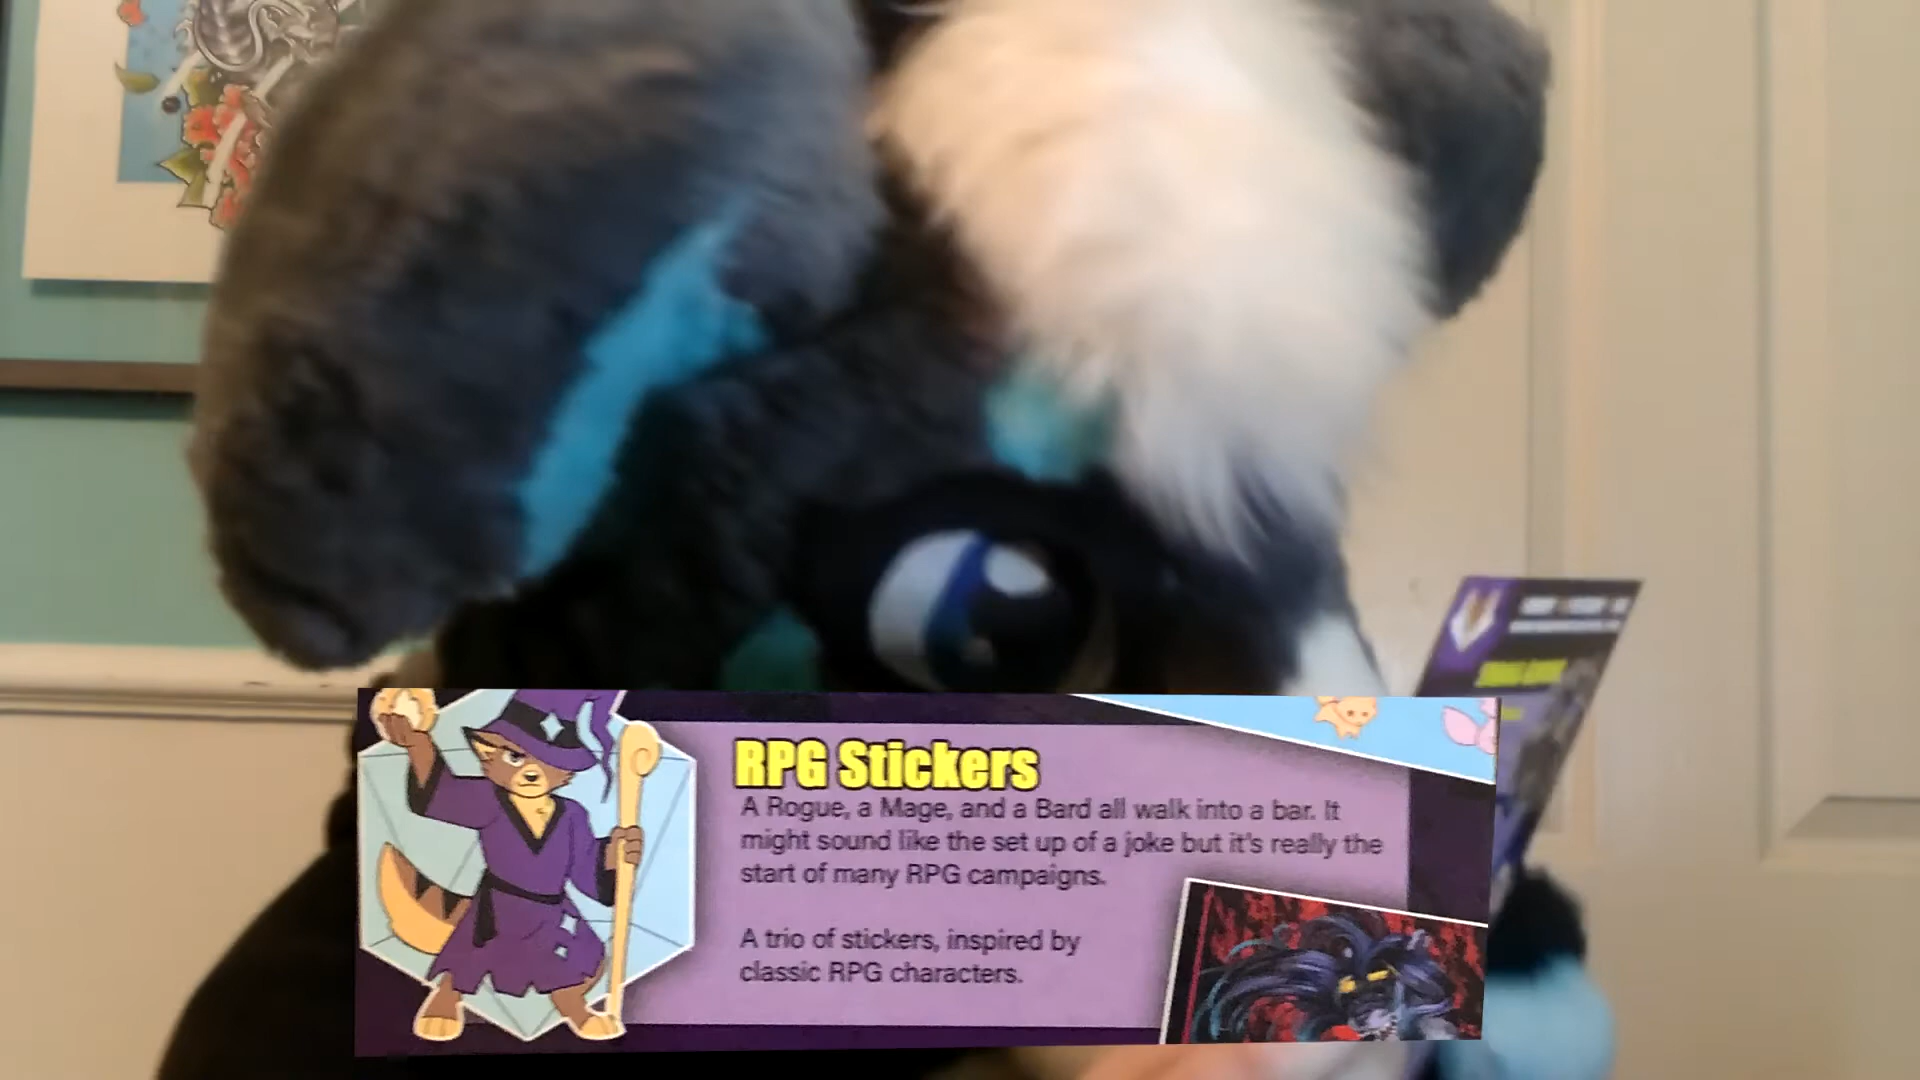 RPG Stickers
A Rogue, a Mage, and a Bard all walk into a bar. It
might sound like the set up of a joke but it's really the
start of many RPG campaigns.
A trio of stickers, inspired by
classic RPG characters.